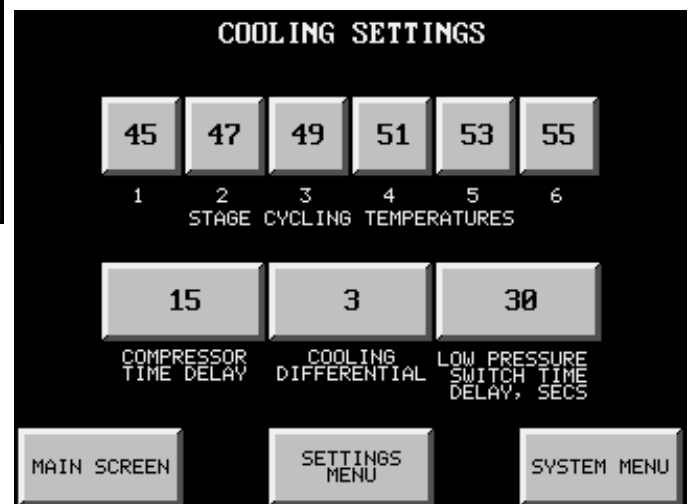 COOLING SETTINGS
45 47 49 51 53 55
1 2 3 4 5 6
STAGE CYCLING TEMPERATURES
15 3 30
COMPRESSOR
TIME DELAY
COOLING
DIFFERENTIAL
LOW PRESSURE
SWITCH TIME
DELAY, SECS
MAIN SCREEN
SETTINGS
MENU
SYSTEM MENU